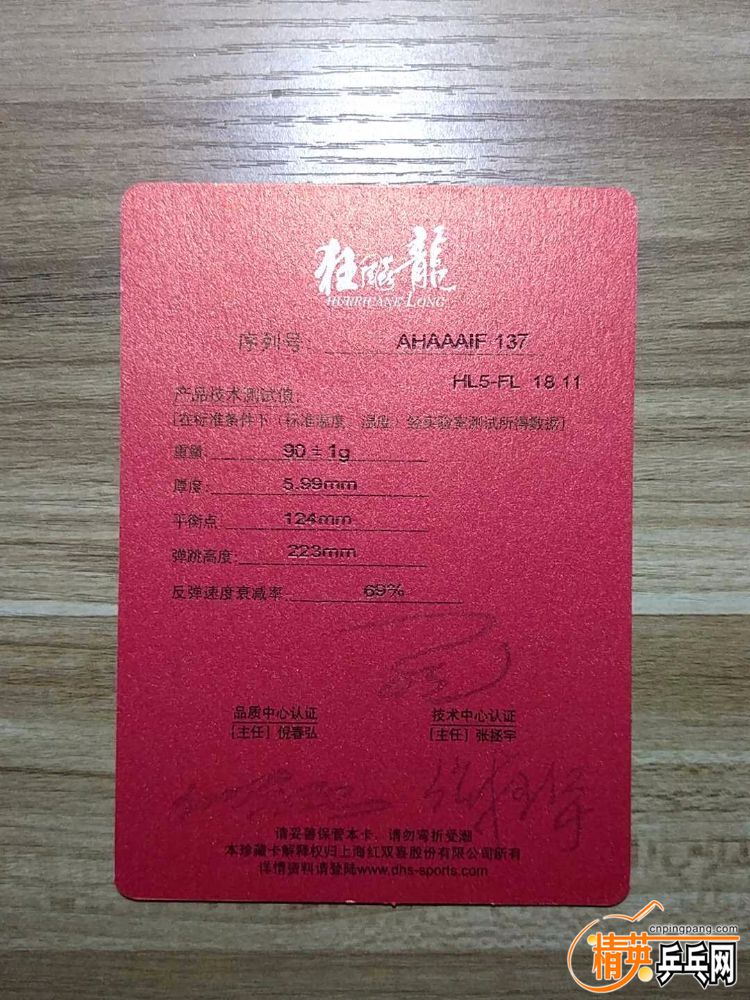 狂飚龍
HURRICANE LONG
序列号: AHAAAIF 137
HL5-FL 18 11
产品技术测试值:
[在标准条件下(标准温度、湿度)经实验室测试所得数据]
重量: 90±1g
厚度: 5.99mm
平衡点: 124mm
弹跳高度: 223mm
反弹速度衰减率: 69%
品质中心认证 技术中心认证
[主任] 倪春弘 [主任] 张拯宇
请妥善保管本卡、请勿弯折受潮
本珍藏卡解释权归上海红双喜股份有限公司所有
详情资料请登陆www.dhs-sports.com
cnpingpang.com
精英乒乓网